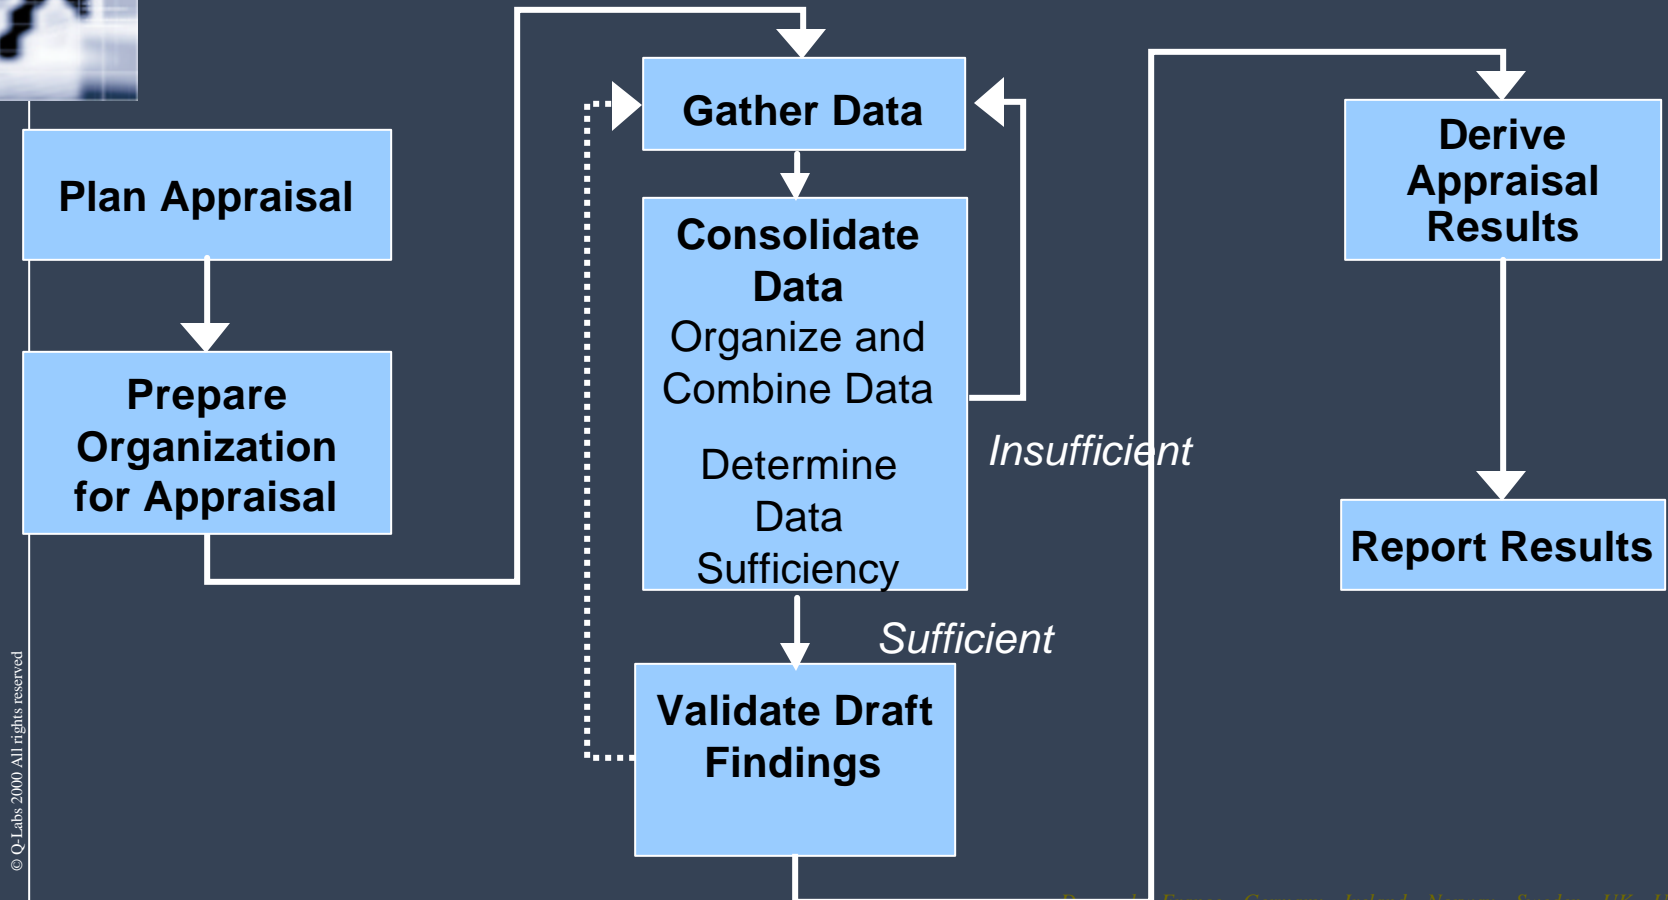 Plan Appraisal
Prepare
Organization
for Appraisal
Gather Data
Consolidate
Data
Organize and
Combine Data
Determine
Data
Sufficiency
Insufficient
Sufficient
Validate Draft
Findings
Derive
Appraisal
Results
Report Results
© Q-Labs 2000 All rights reserved